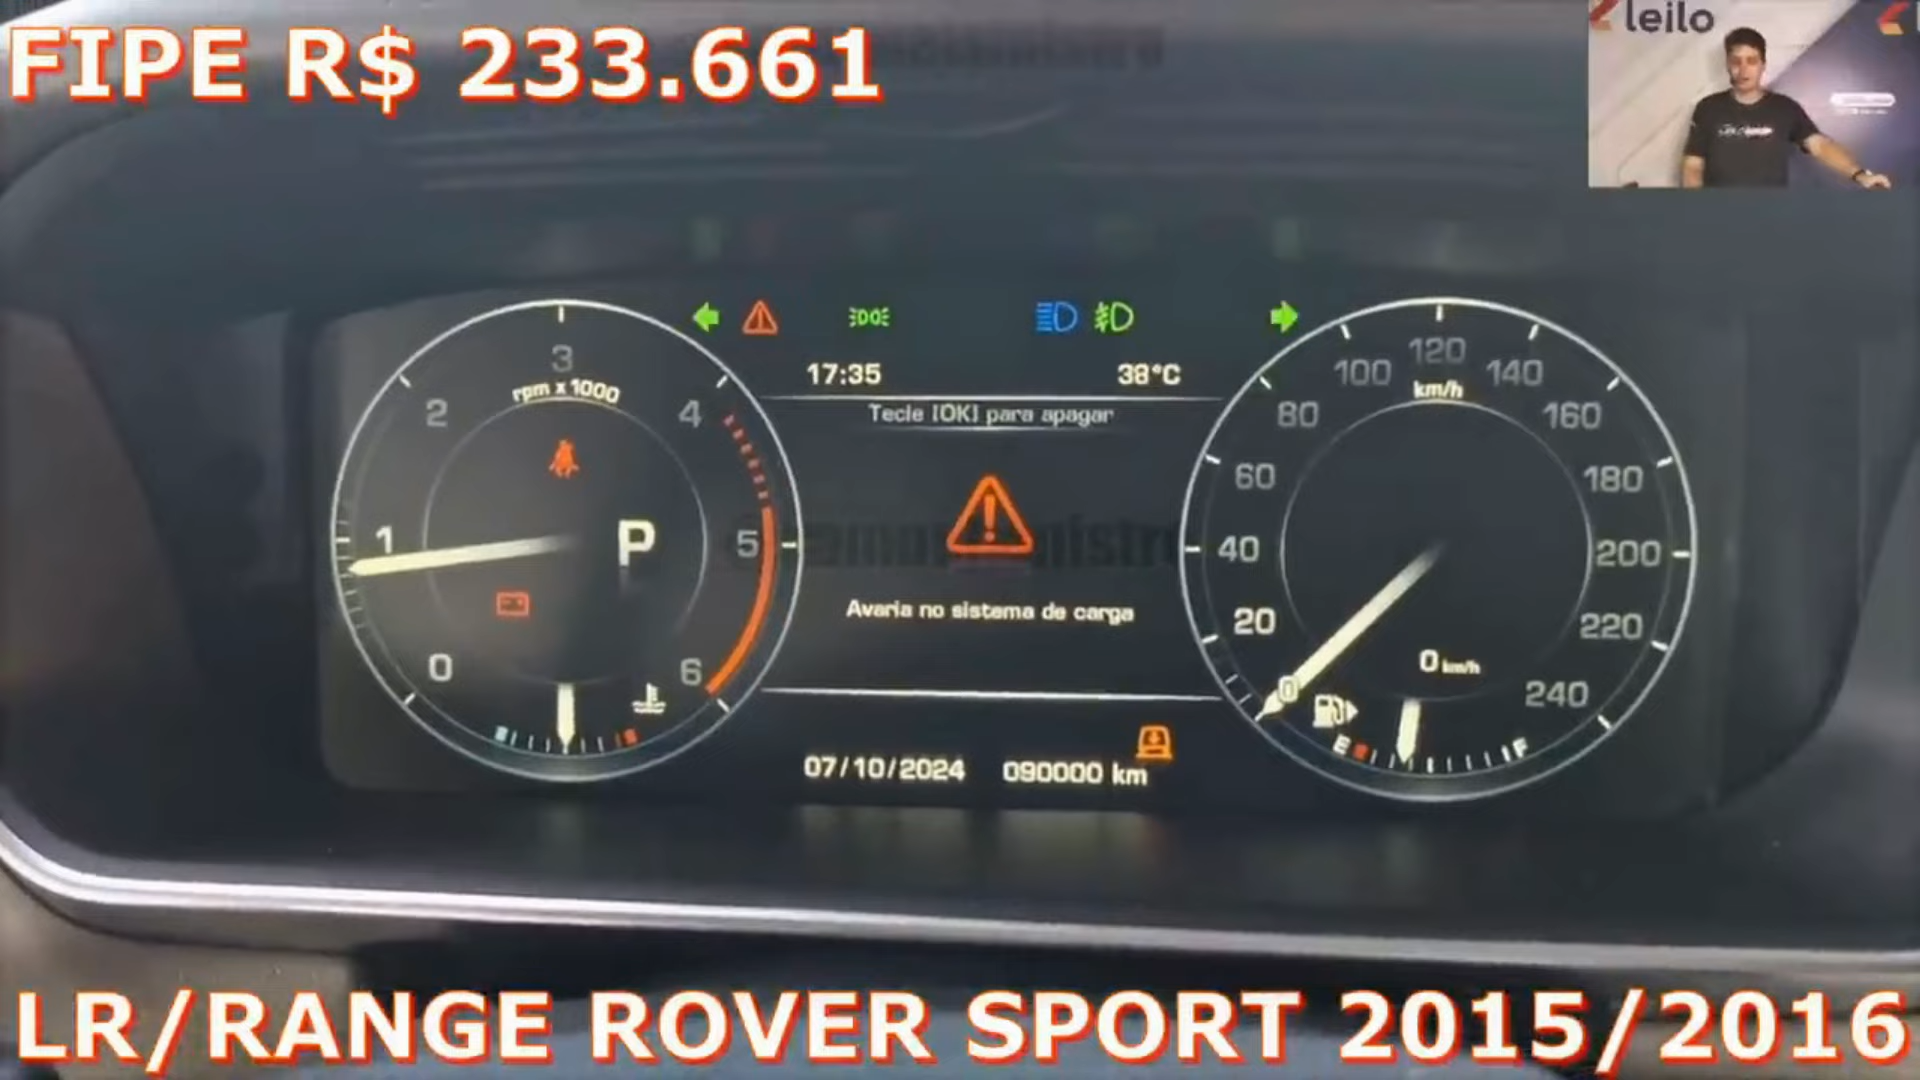 FIPE R$ 233.661
leilo
17:35
38°C
Tecle [OK] para apagar
Avaria no sistema de carga
07/10/2024
090000 km
0
1
2
3
4
5
6
rpm x 1000
P
0
20
40
60
80
100
120
140
160
180
200
220
240
km/h
0 km/h
E
F
LR/RANGE ROVER SPORT 2015/2016